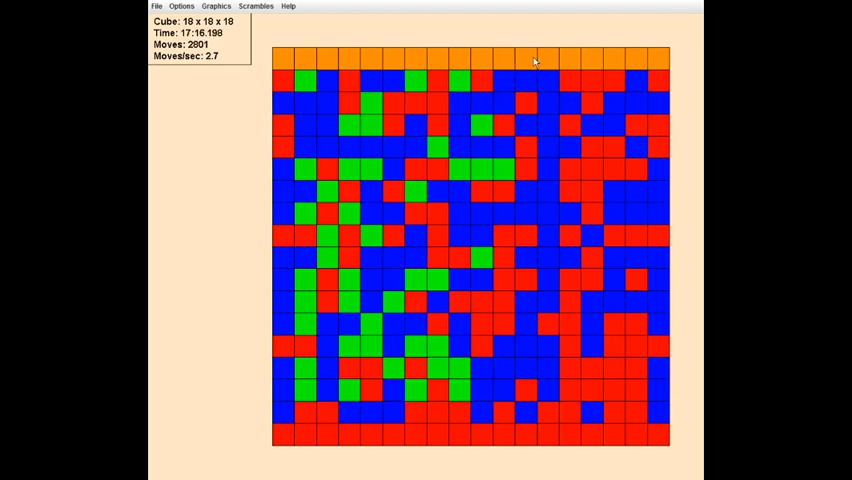 File Options Graphics Scrambles Help
Cube: 18 x 18 x 18
Time: 17:16.198
Moves: 2801
Moves/sec: 2.7